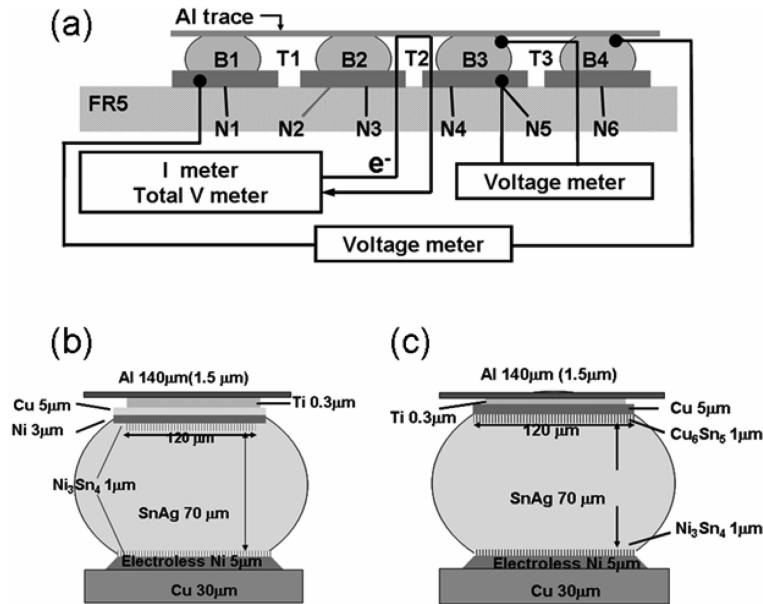 (a)
Al trace
B1 T1 B2 T2 B3 T3 B4
FR5
N1 N2 N3 N4 N5 N6
e-
I meter
Total V meter
Voltage meter
Voltage meter
(b)
Al 140μm(1.5 μm)
Cu 5μm
Ti 0.3μm
Ni 3μm
120 μm
Ni3Sn4 1μm
SnAg 70 μm
Electroless Ni 5μm
Cu 30μm
(c)
Al 140μm (1.5 μm)
Ti 0.3μm
Cu 5μm
120 μm
Cu6Sn5 1μm
SnAg 70 μm
Ni3Sn4 1μm
Electroless Ni 5μm
Cu 30μm